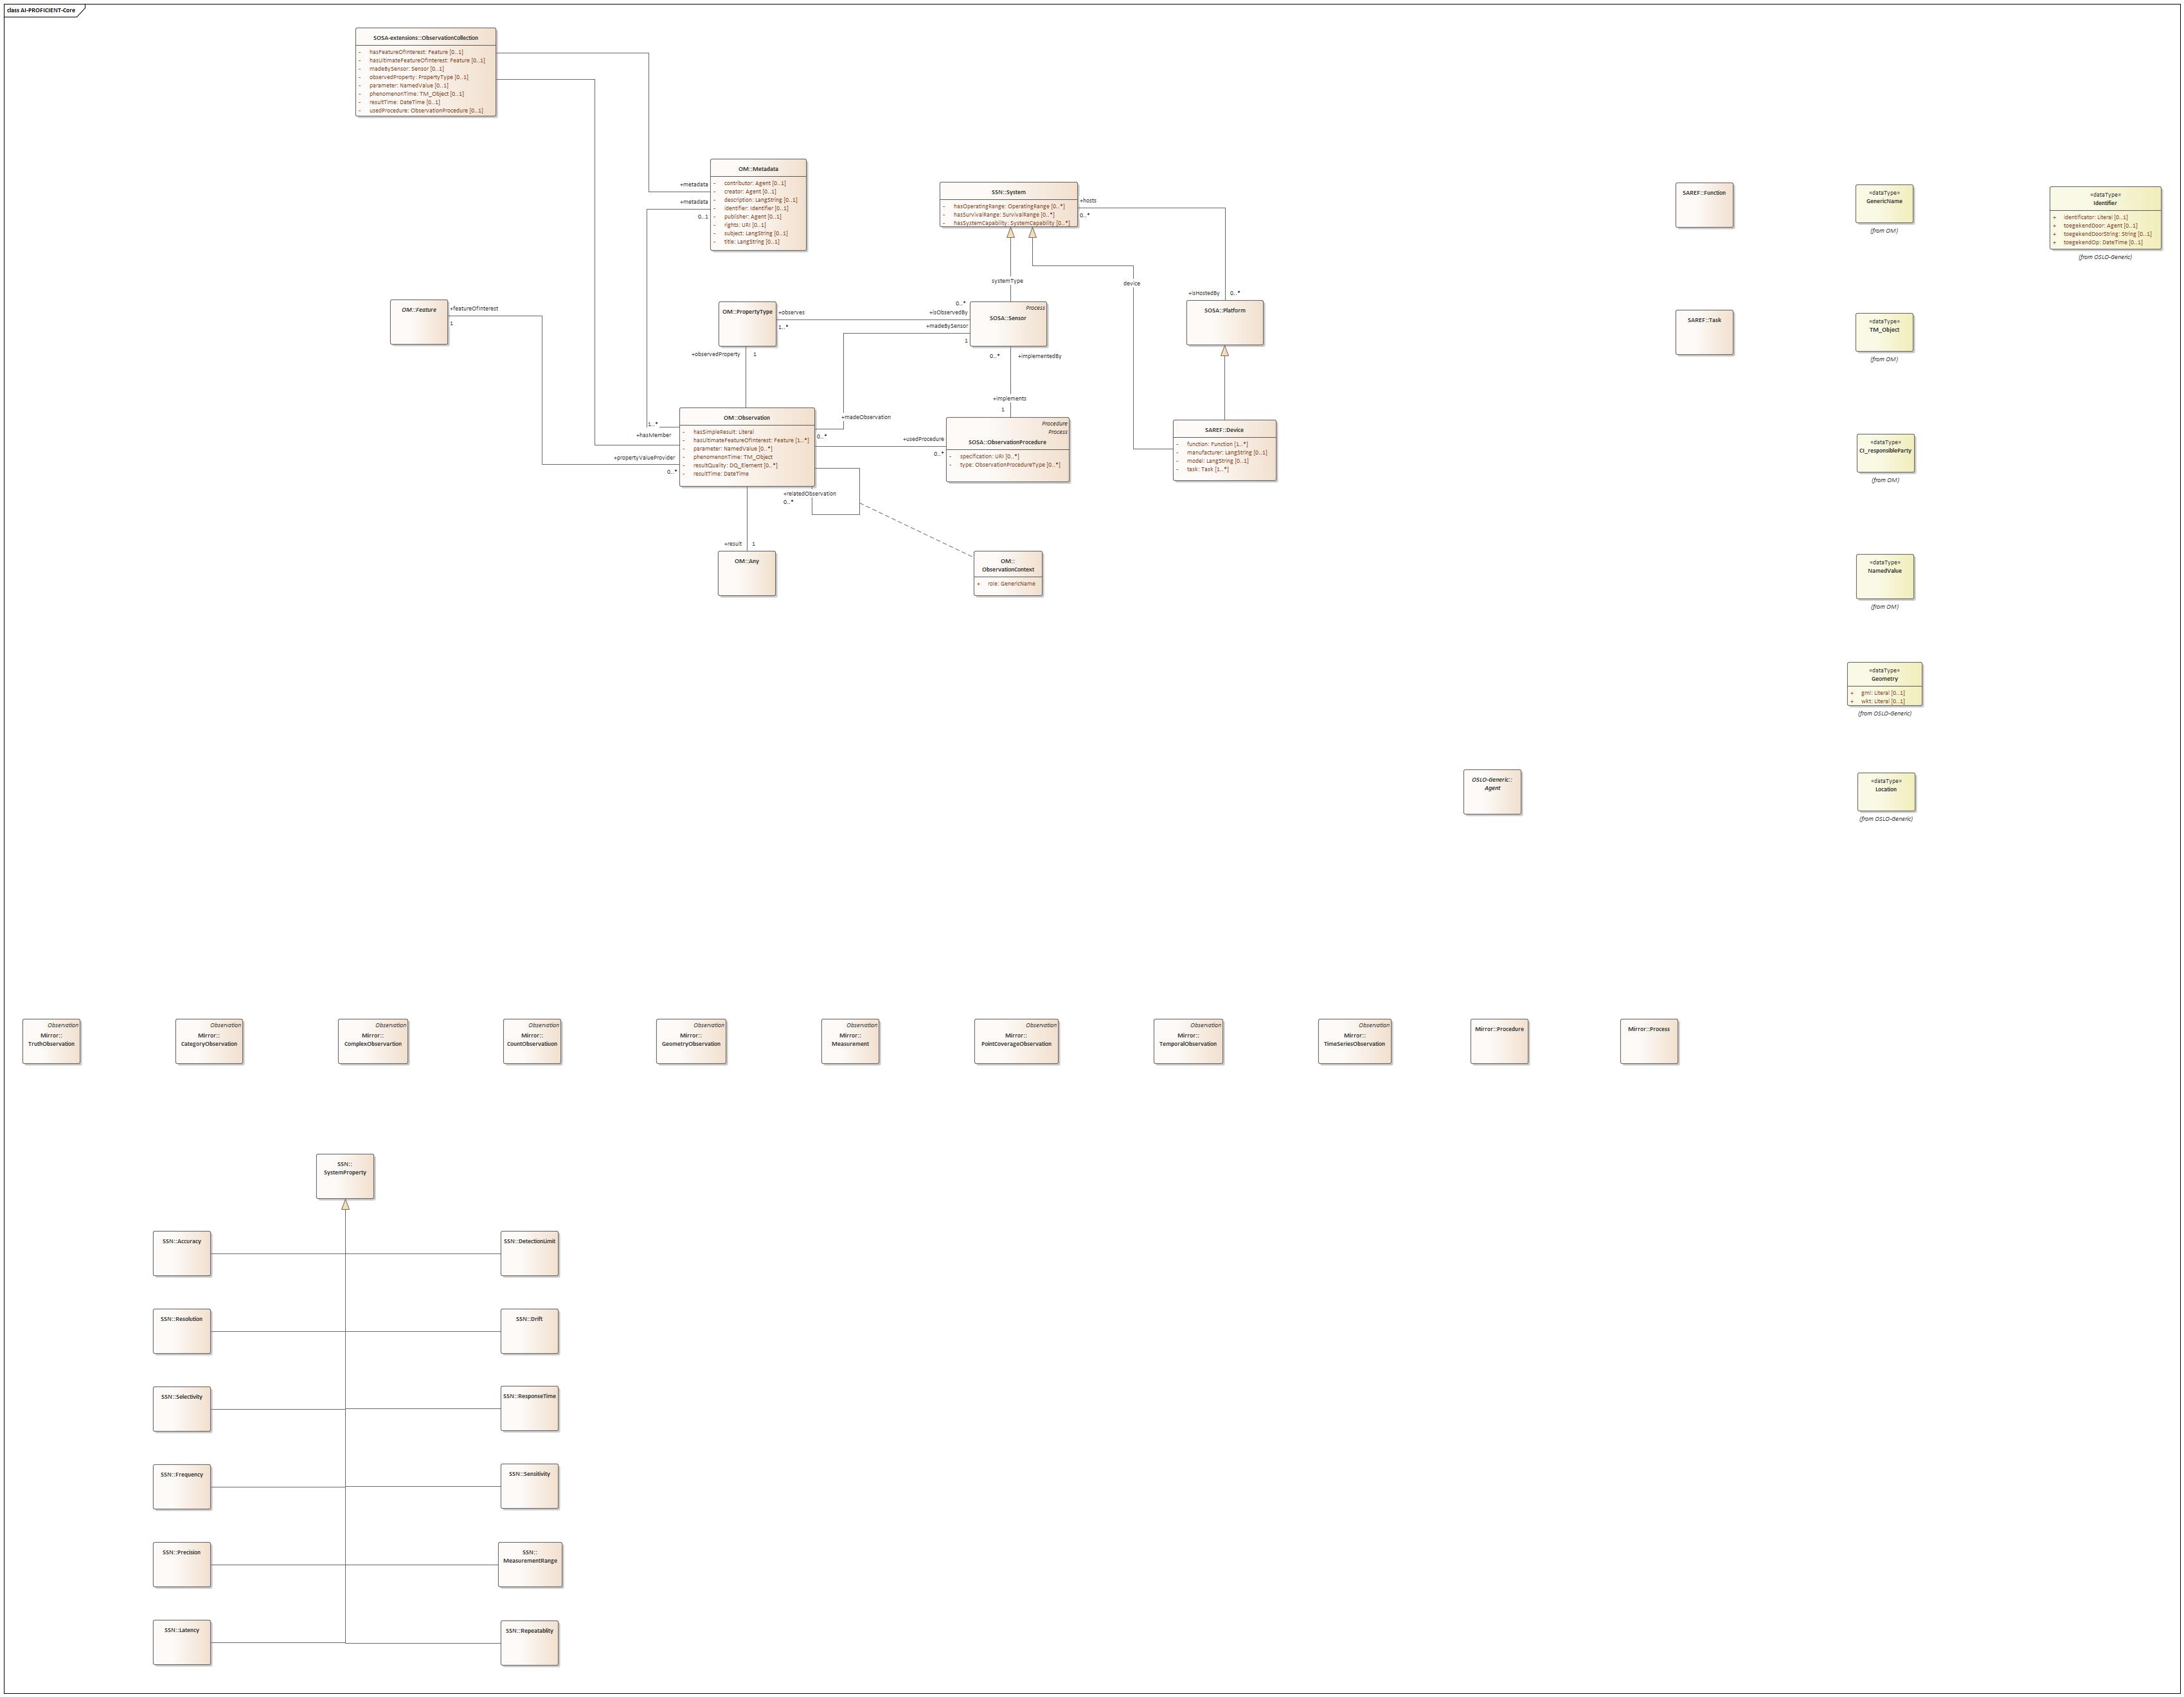 class AI-PROFICIENT-Core
SOSA-extensions::ObservationCollection
- hasFeatureOfInterest: Feature [0..1]
- hasUltimateFeatureOfInterest: Feature [0..1]
- madeBySensor: Sensor [0..1]
- observedProperty: PropertyType [0..1]
- parameter: NamedValue [0..1]
- phenomenonTime: TM_Object [0..1]
- resultTime: DateTime [0..1]
- usedProcedure: ObservationProcedure [0..1]
OM::Metadata
- contributor: Agent [0..1]
- creator: Agent [0..1]
- description: LangString [0..1]
- identifier: Identifier [0..1]
- publisher: Agent [0..1]
- rights: URI [0..1]
- subject: LangString [0..1]
- title: LangString [0..1]
+metadata
+metadata
0..1
SSN::System
- hasOperatingRange: OperatingRange [0..*]
- hasSurvivalRange: SurvivalRange [0..*]
- hasSystemCapability: SystemCapability [0..*]
+hosts
0..*
SAREF::Function
«dataType»
GenericName
(from OM)
«dataType»
Identifier
+ identificator: Literal [0..1]
+ toegekendDoor: Agent [0..1]
+ toegekendDoorString: String [0..1]
+ toegekendOp: DateTime [0..1]
(from OSLO-Generic)
systemType
device
+isHostedBy 0..*
OM::Feature
+featureOfInterest
1
OM::PropertyType
+observes
1..*
0..*
+isObservedBy
+madeBySensor
1
Process
SOSA::Sensor
SOSA::Platform
SAREF::Task
«dataType»
TM_Object
(from OM)
+observedProperty 1
0..* +implementedBy
+implements
1
OM::Observation
- hasSimpleResult: Literal
- hasUltimateFeatureOfInterest: Feature [1..*]
- parameter: NamedValue [0..*]
- phenomenonTime: TM_Object
- resultQuality: DQ_Element [0..*]
- resultTime: DateTime
1..*
+hasMember
+propertyValueProvider
0..*
+madeObservation
0..*
+usedProcedure
0..*
Procedure
Process
SOSA::ObservationProcedure
- specification: URI [0..*]
- type: ObservationProcedureType [0..*]
SAREF::Device
- function: Function [1..*]
- manufacturer: LangString [0..1]
- model: LangString [0..1]
- task: Task [1..*]
«dataType»
CI_responsibleParty
(from OM)
+relatedObservation
0..*
+result 1
OM::Any
OM::
ObservationContext
+ role: GenericName
«dataType»
NamedValue
(from OM)
«dataType»
Geometry
+ gml: Literal [0..1]
+ wkt: Literal [0..1]
(from OSLO-Generic)
OSLO-Generic::
Agent
«dataType»
Location
(from OSLO-Generic)
Observation
Mirror::
TruthObservation
Observation
Mirror::
CategoryObservation
Observation
Mirror::
ComplexObservartion
Observation
Mirror::
CountObservatiuon
Observation
Mirror::
GeometryObservation
Observation
Mirror::
Measurement
Observation
Mirror::
PointCoverageObservation
Observation
Mirror::
TemporalObservation
Observation
Mirror::
TimeSeriesObservation
Mirror::Procedure
Mirror::Process
SSN::
SystemProperty
SSN::Accuracy
SSN::DetectionLimit
SSN::Resolution
SSN::Drift
SSN::Selectivity
SSN::ResponseTime
SSN::Frequency
SSN::Sensitivity
SSN::Precision
SSN::
MeasurementRange
SSN::Latency
SSN::Repeatablity